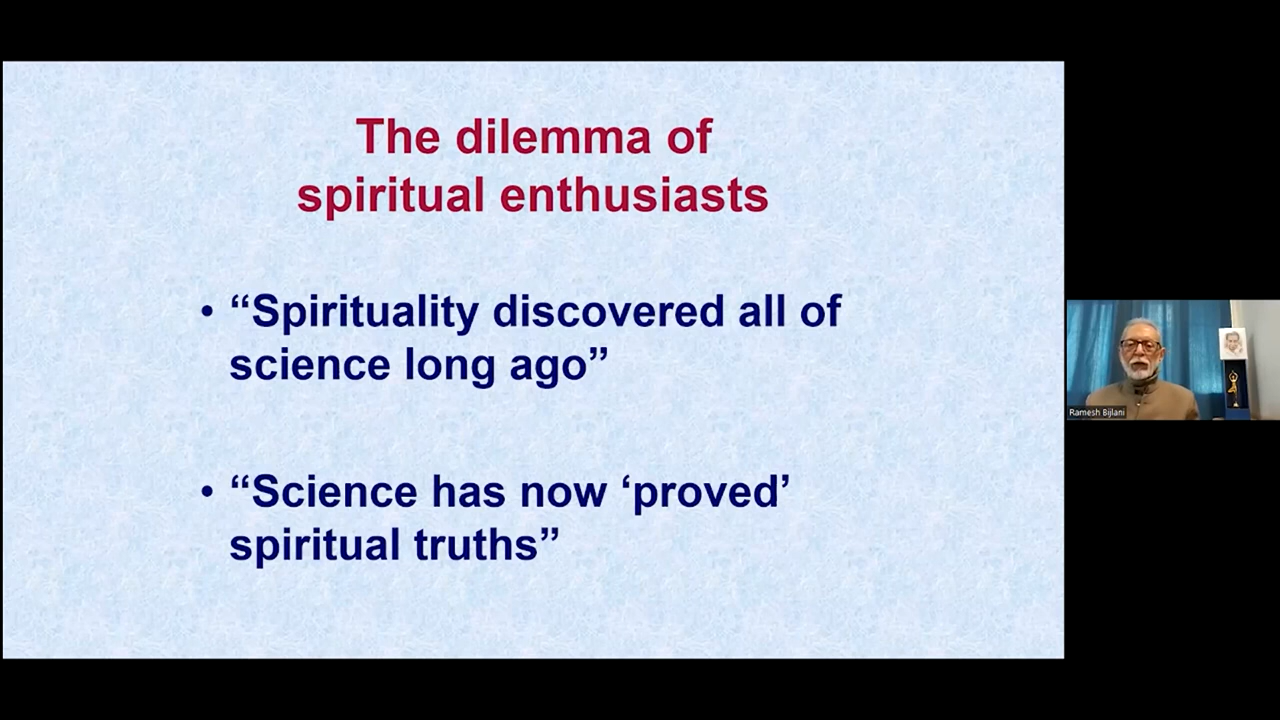 The dilemma of
spiritual enthusiasts
• “Spirituality discovered all of
science long ago”
• “Science has now ‘proved’
spiritual truths”
Ramesh Bijlani